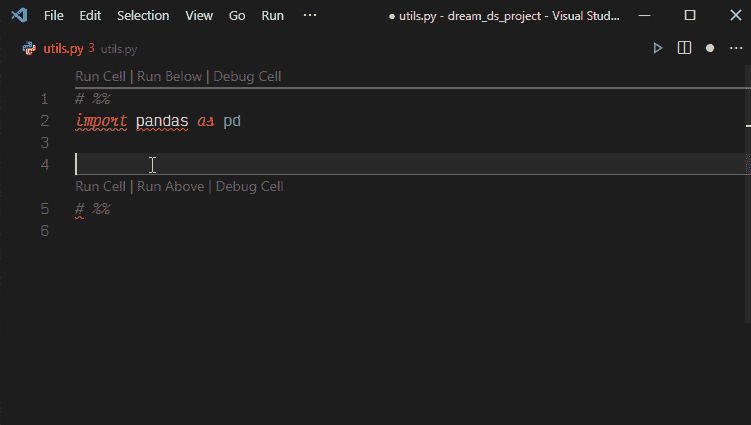 File Edit Selection View Go Run ··· ● utils.py - dream_ds_project - Visual Stud...
utils.py 3 utils.py
Run Cell | Run Below | Debug Cell
1 # %%
2 import pandas as pd
3
4
Run Cell | Run Above | Debug Cell
5 # %%
6